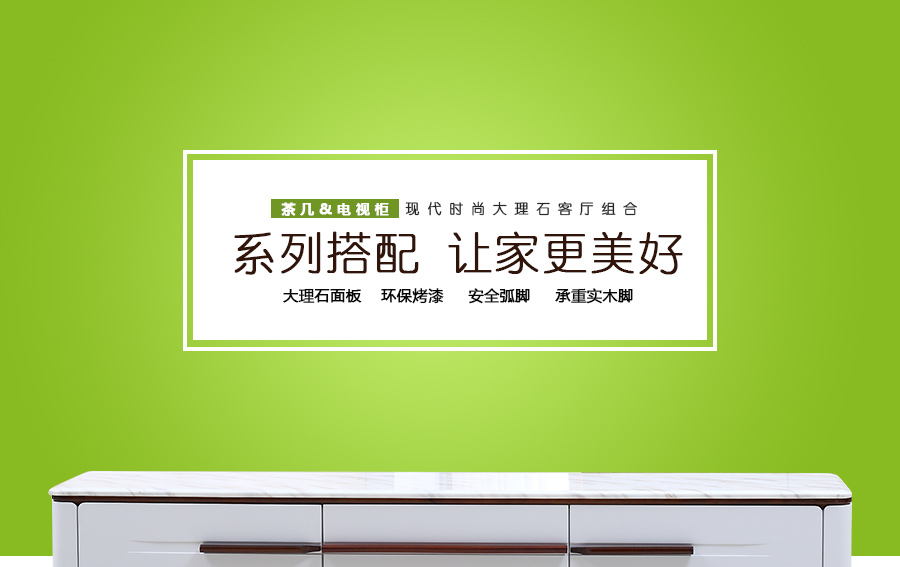 茶几&电视柜 现代时尚大理石客厅组合
系列搭配 让家更美好
大理石面板 环保烤漆 安全弧脚 承重实木脚